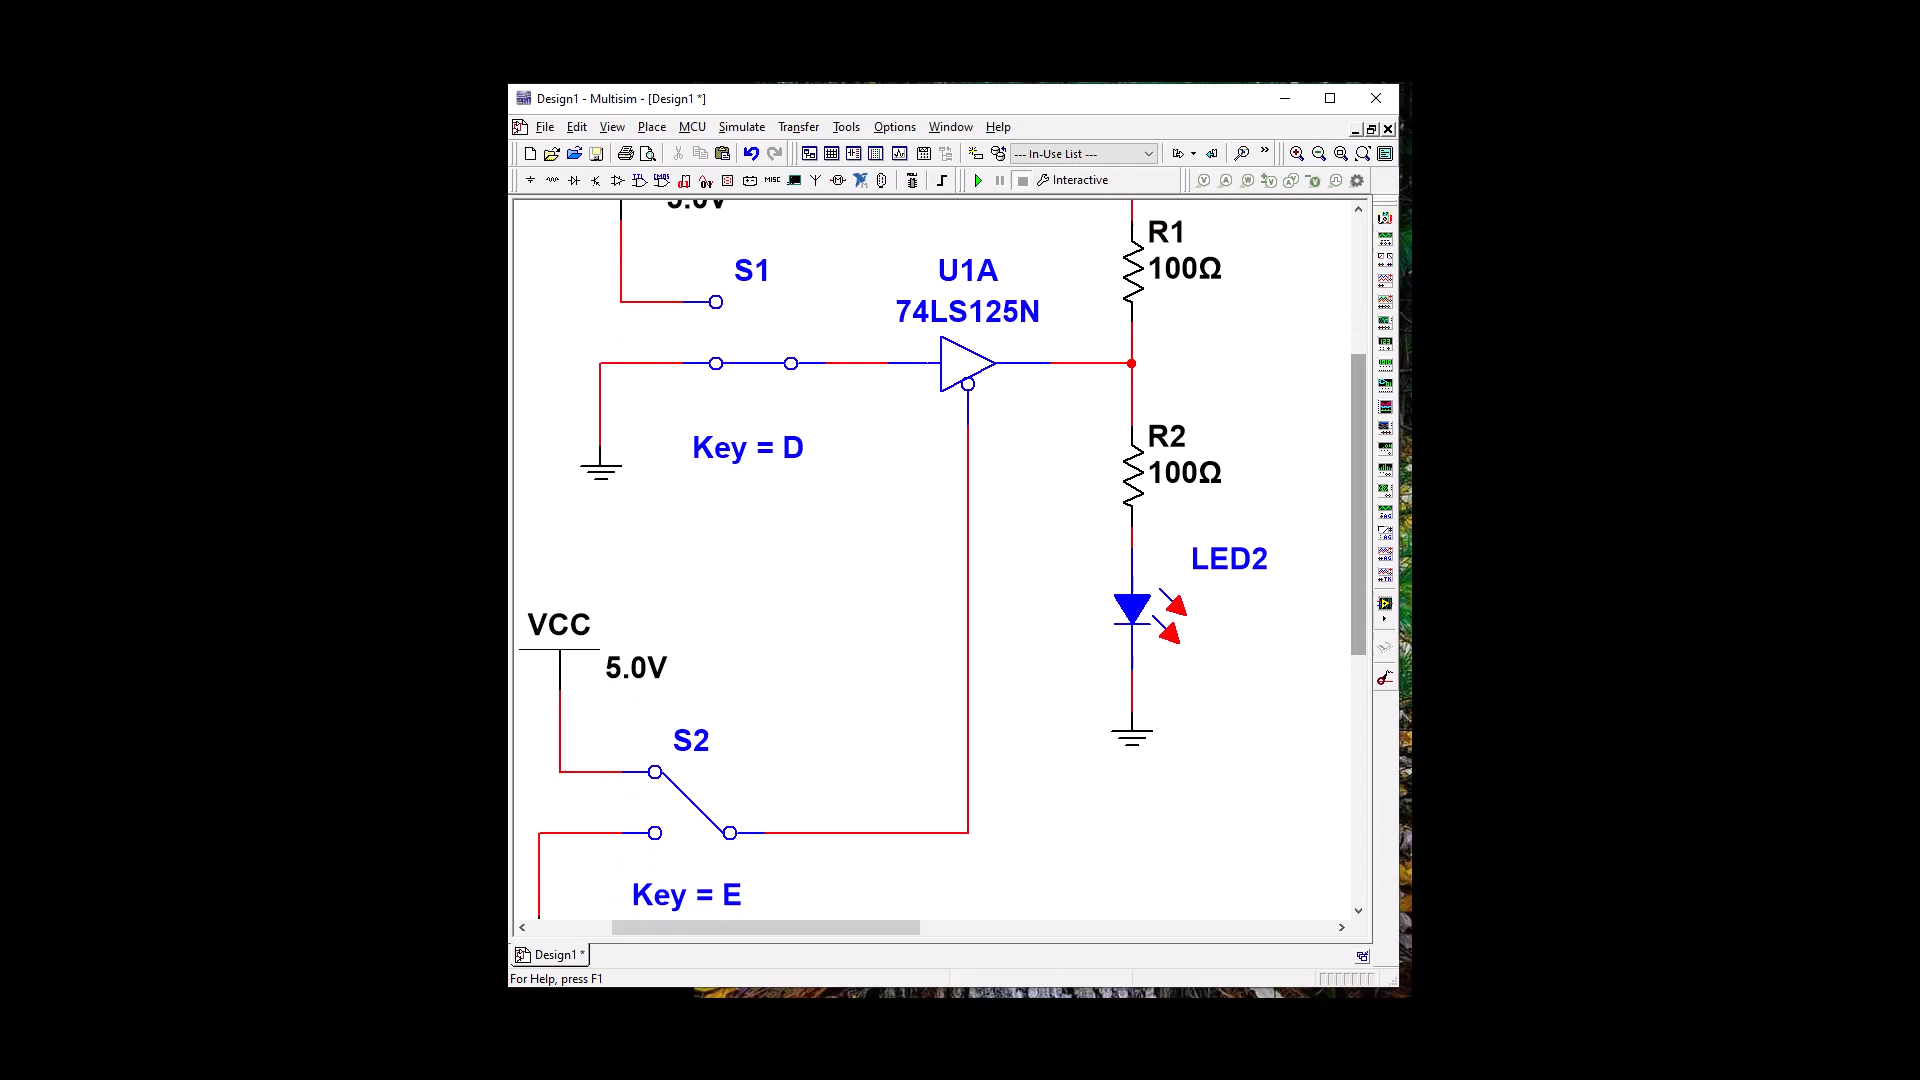 Design1 - Multisim - [Design1 *]
File Edit View Place MCU Simulate Transfer Tools Options Window Help
--- In-Use List ---
MISC
Interactive
5.0V
R1
100Ω
S1
U1A
74LS125N
Key = D
R2
100Ω
LED2
VCC
5.0V
S2
Key = E
Design1 *
For Help, press F1